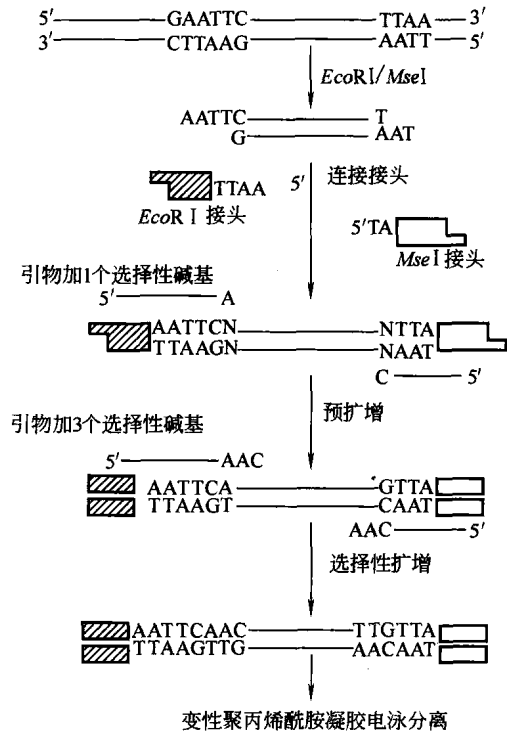 5′ GAATTC TTAA 3′
3′ CTTAAG AATT 5′
EcoRI/MseI
AATTC T
G AAT
TTAA 5′ 连接接头
EcoRI 接头
5′TA
MseI 接头
引物加1个选择性碱基
5′ A
AATTCN NTTA
TTAAGN NAAT
C 5′
预扩增
引物加3个选择性碱基
5′ AAC
AATTCA GTTA
TTAAGT CAAT
AAC 5′
选择性扩增
AATTCAAC TTGTTA
TTAAGTTG AACAAT
变性聚丙烯酰胺凝胶电泳分离